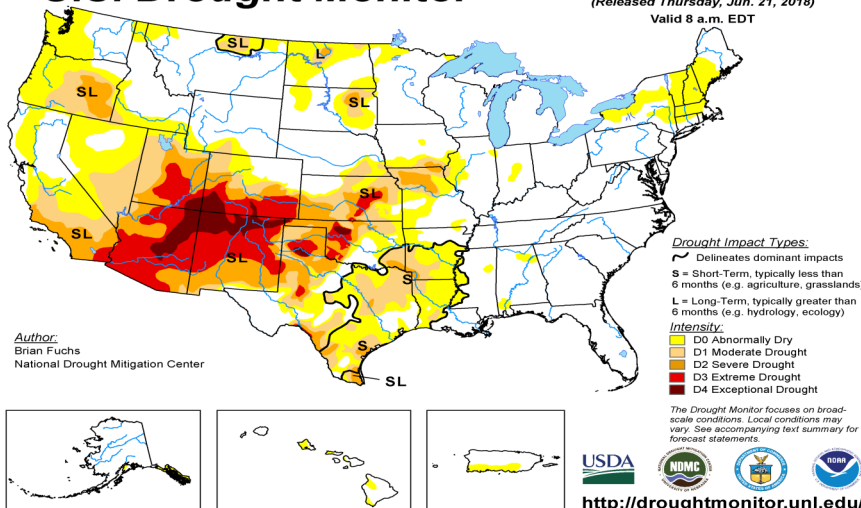 U.S. Drought Monitor
(Released Thursday, Jun. 21, 2018)
Valid 8 a.m. EDT
SL
L
SL
SL
SL
SL
SL
S
S
SL
Drought Impact Types:
Delineates dominant impacts
S = Short-Term, typically less than
6 months (e.g. agriculture, grasslands)
L = Long-Term, typically greater than
6 months (e.g. hydrology, ecology)
Intensity:
D0 Abnormally Dry
D1 Moderate Drought
D2 Severe Drought
D3 Extreme Drought
D4 Exceptional Drought
Author:
Brian Fuchs
National Drought Mitigation Center
The Drought Monitor focuses on broad-
scale conditions. Local conditions may
vary. See accompanying text summary for
forecast statements.
USDA
NDMC
NOAA
http://droughtmonitor.unl.edu/